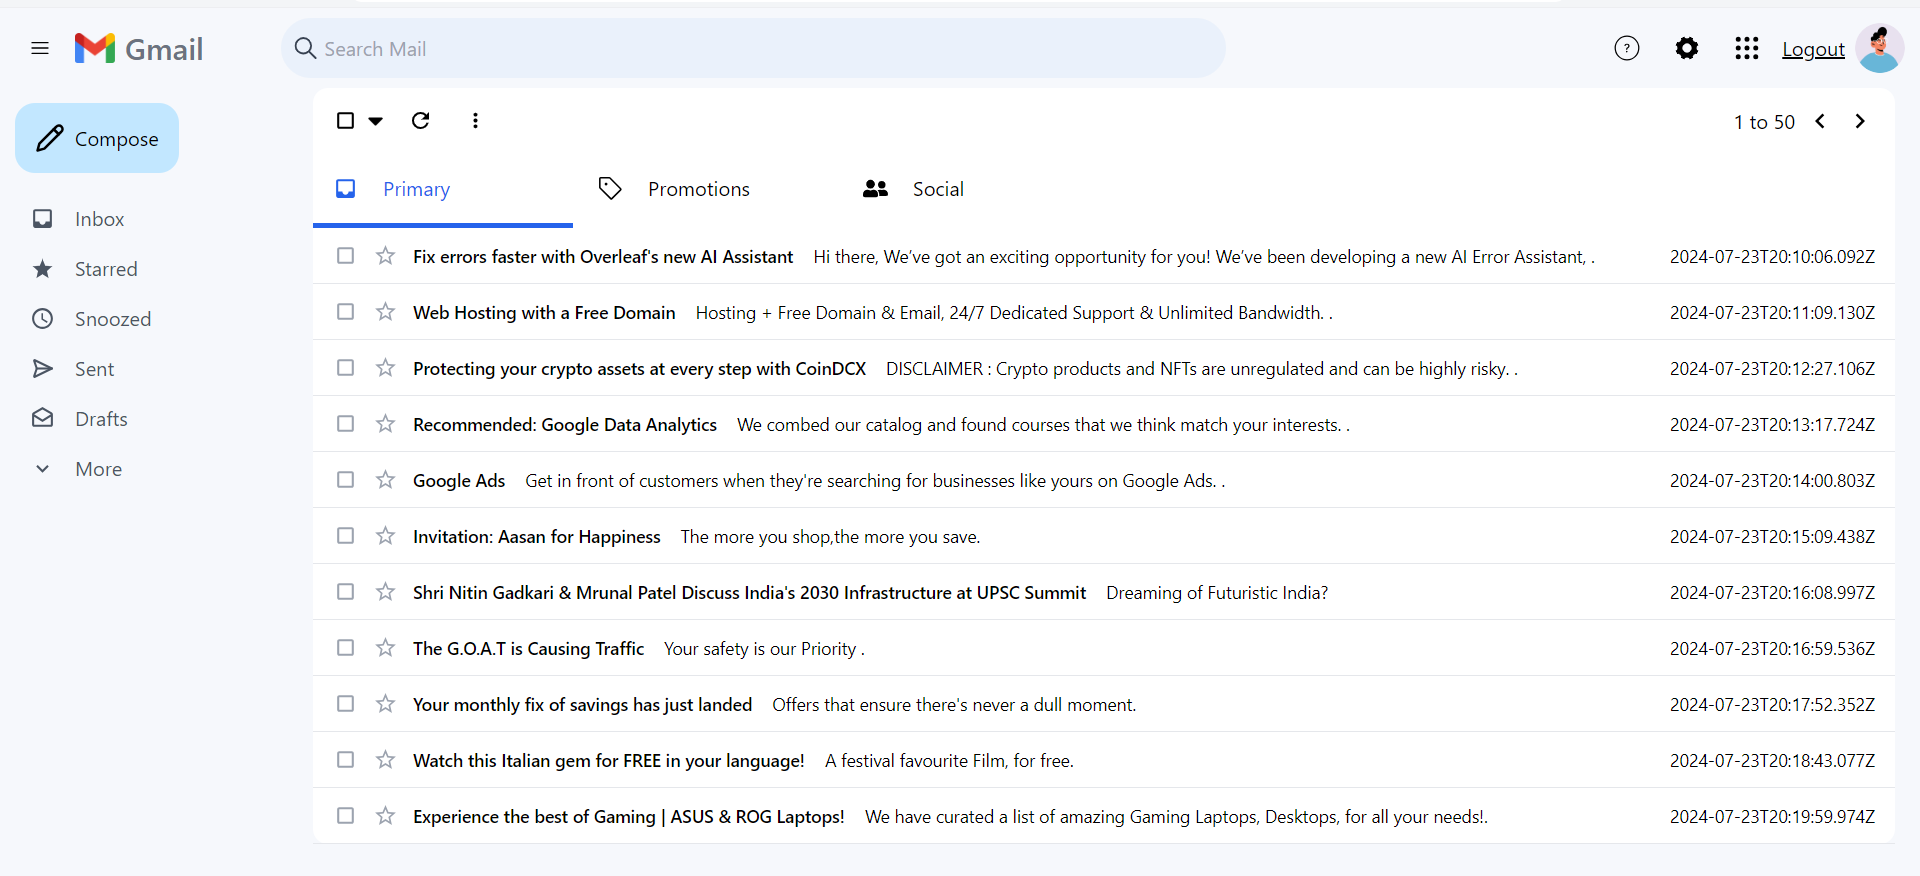 Gmail
Search Mail
Logout
Compose
1 to 50
Primary
Promotions
Social
Inbox
Starred
Snoozed
Sent
Drafts
More
Fix errors faster with Overleaf's new AI Assistant Hi there, We’ve got an exciting opportunity for you! We’ve been developing a new AI Error Assistant, . 2024-07-23T20:10:06.092Z
Web Hosting with a Free Domain Hosting + Free Domain & Email, 24/7 Dedicated Support & Unlimited Bandwidth. . 2024-07-23T20:11:09.130Z
Protecting your crypto assets at every step with CoinDCX DISCLAIMER : Crypto products and NFTs are unregulated and can be highly risky. . 2024-07-23T20:12:27.106Z
Recommended: Google Data Analytics We combed our catalog and found courses that we think match your interests. . 2024-07-23T20:13:17.724Z
Google Ads Get in front of customers when they're searching for businesses like yours on Google Ads. . 2024-07-23T20:14:00.803Z
Invitation: Aasan for Happiness The more you shop,the more you save. 2024-07-23T20:15:09.438Z
Shri Nitin Gadkari & Mrunal Patel Discuss India's 2030 Infrastructure at UPSC Summit Dreaming of Futuristic India? 2024-07-23T20:16:08.997Z
The G.O.A.T is Causing Traffic Your safety is our Priority . 2024-07-23T20:16:59.536Z
Your monthly fix of savings has just landed Offers that ensure there's never a dull moment. 2024-07-23T20:17:52.352Z
Watch this Italian gem for FREE in your language! A festival favourite Film, for free. 2024-07-23T20:18:43.077Z
Experience the best of Gaming | ASUS & ROG Laptops! We have curated a list of amazing Gaming Laptops, Desktops, for all your needs!. 2024-07-23T20:19:59.974Z